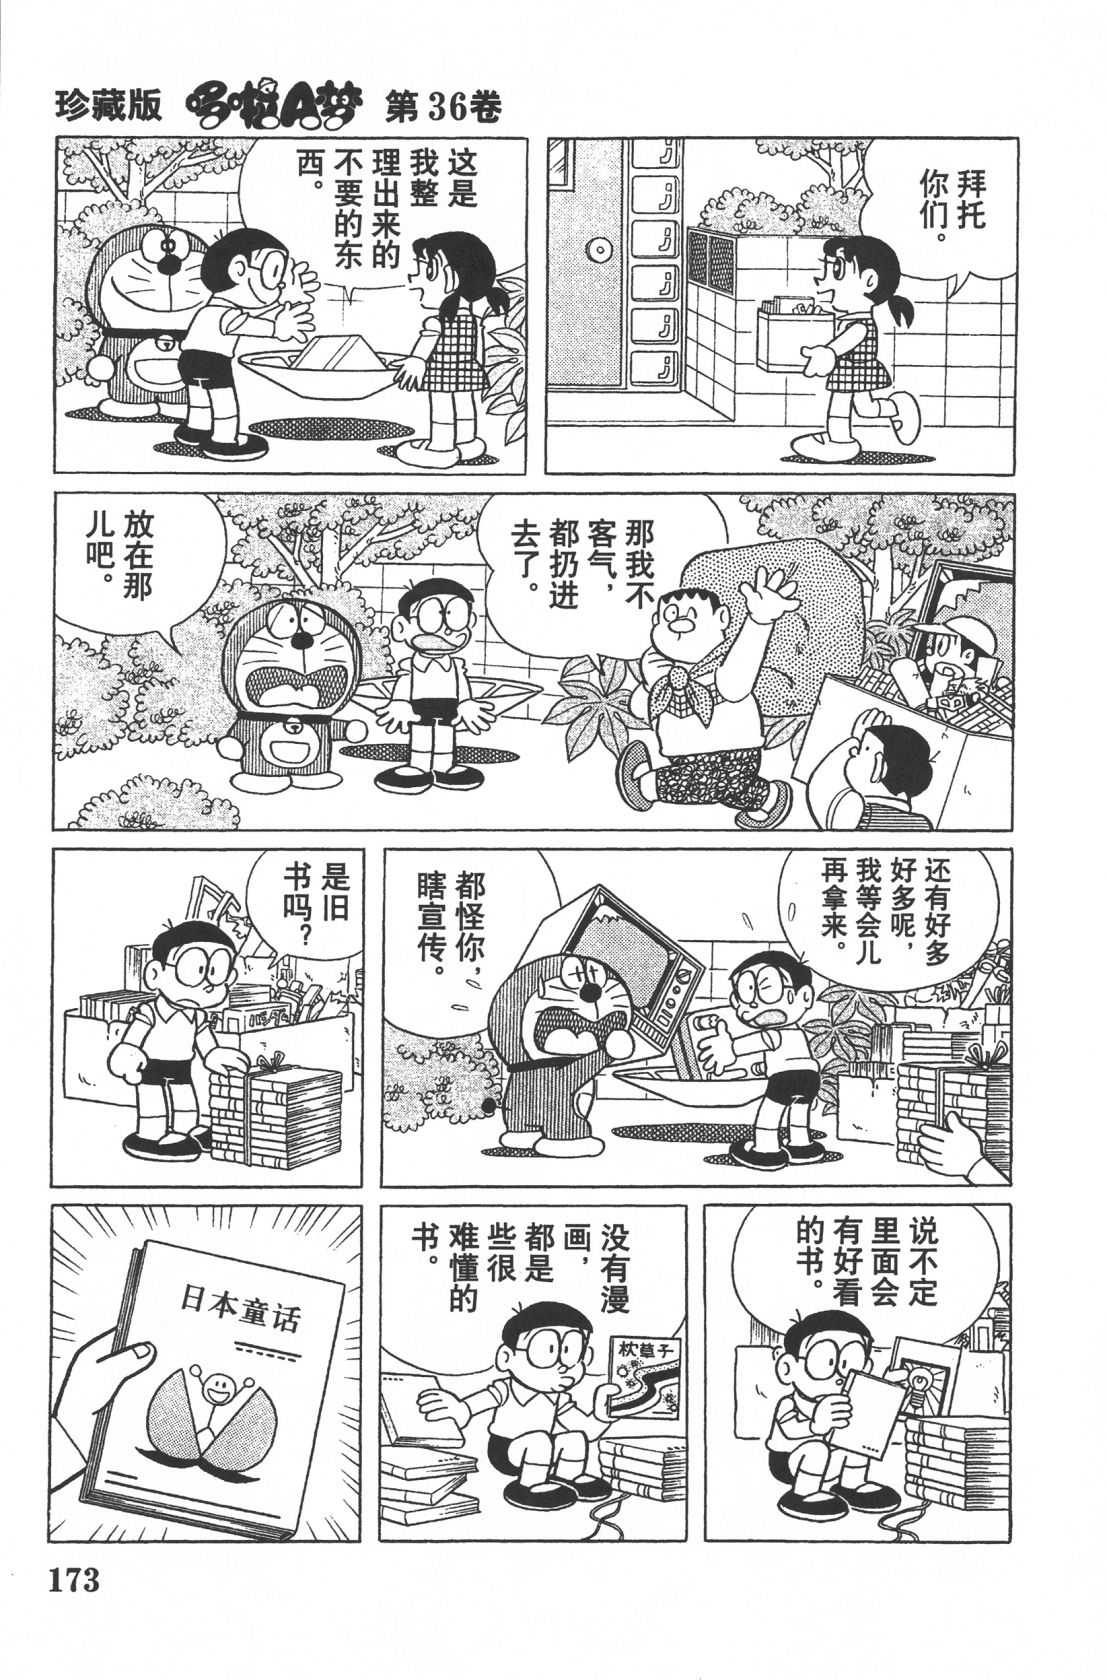 珍藏版 哆啦A梦 第36卷
拜托
你们。
这是
我整
理出来的
不要的东
西。
那我不
客气，
都扔进
去了。
放在那
儿吧。
还有好多
好多呢，
我等会儿
再拿来。
都怪你，
瞎宣传。
是旧
书吗？
说不定
里面会
有好看
的书。
没有漫
画，
都是
些很
难懂的
书。
枕草子
日本童话
173